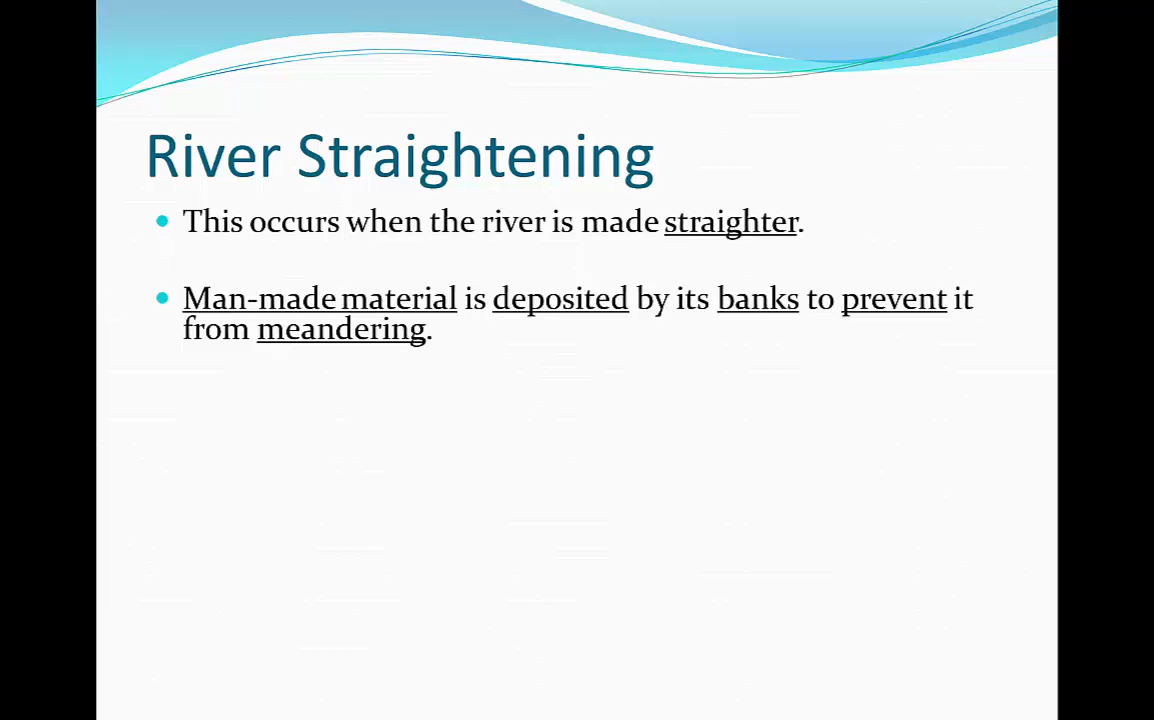 River Straightening
This occurs when the river is made straighter.
Man-made material is deposited by its banks to prevent it
from meandering.